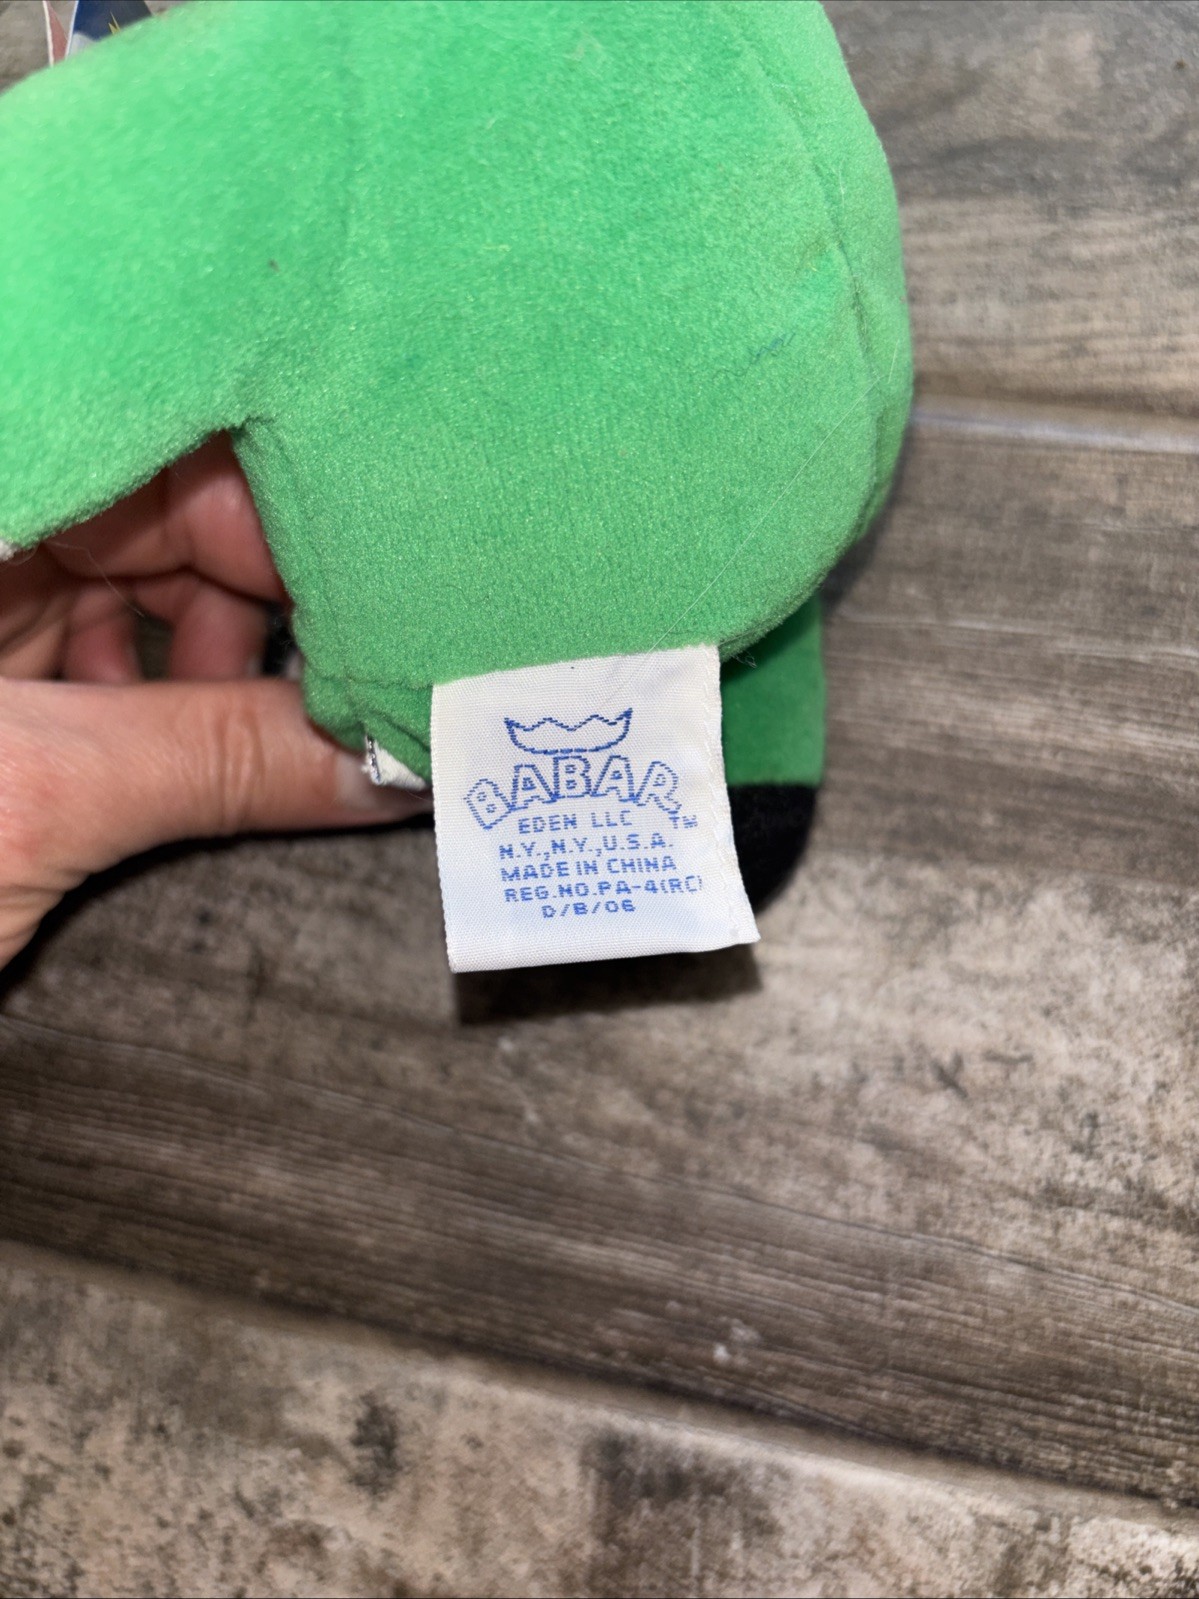 BABAR
EDEN LLC TM
N.Y.,N.Y.,U.S.A.
MADE IN CHINA
REG.NO.PA-4(RC)
D/B/06